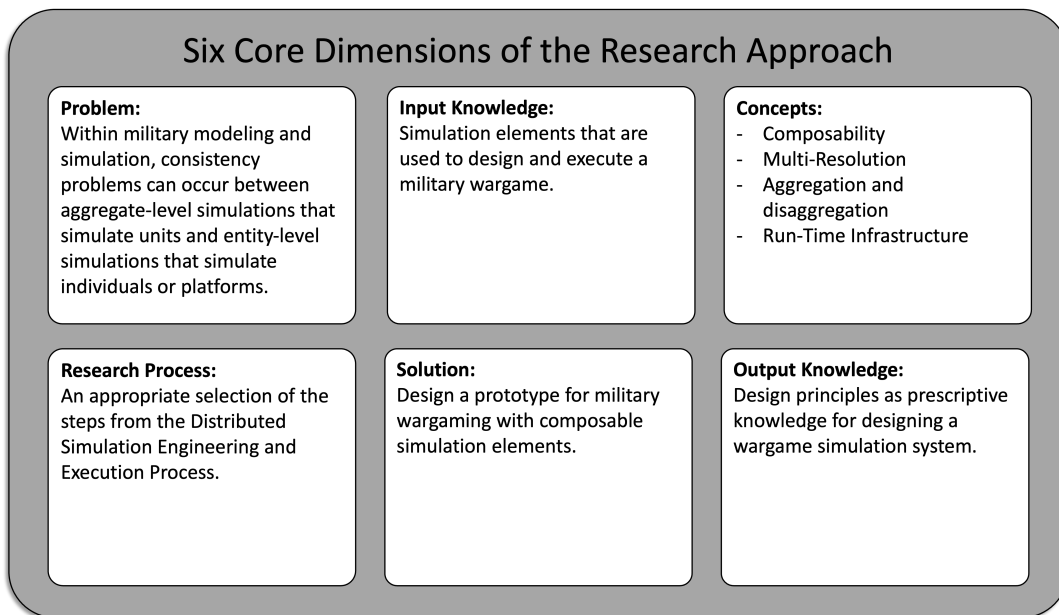 Six Core Dimensions of the Research Approach
Problem:
Within military modeling and
simulation, consistency
problems can occur between
aggregate-level simulations that
simulate units and entity-level
simulations that simulate
individuals or platforms.
Input Knowledge:
Simulation elements that are
used to design and execute a
military wargame.
Concepts:
- Composability
- Multi-Resolution
- Aggregation and
disaggregation
- Run-Time Infrastructure
Research Process:
An appropriate selection of the
steps from the Distributed
Simulation Engineering and
Execution Process.
Solution:
Design a prototype for military
wargaming with composable
simulation elements.
Output Knowledge:
Design principles as prescriptive
knowledge for designing a
wargame simulation system.